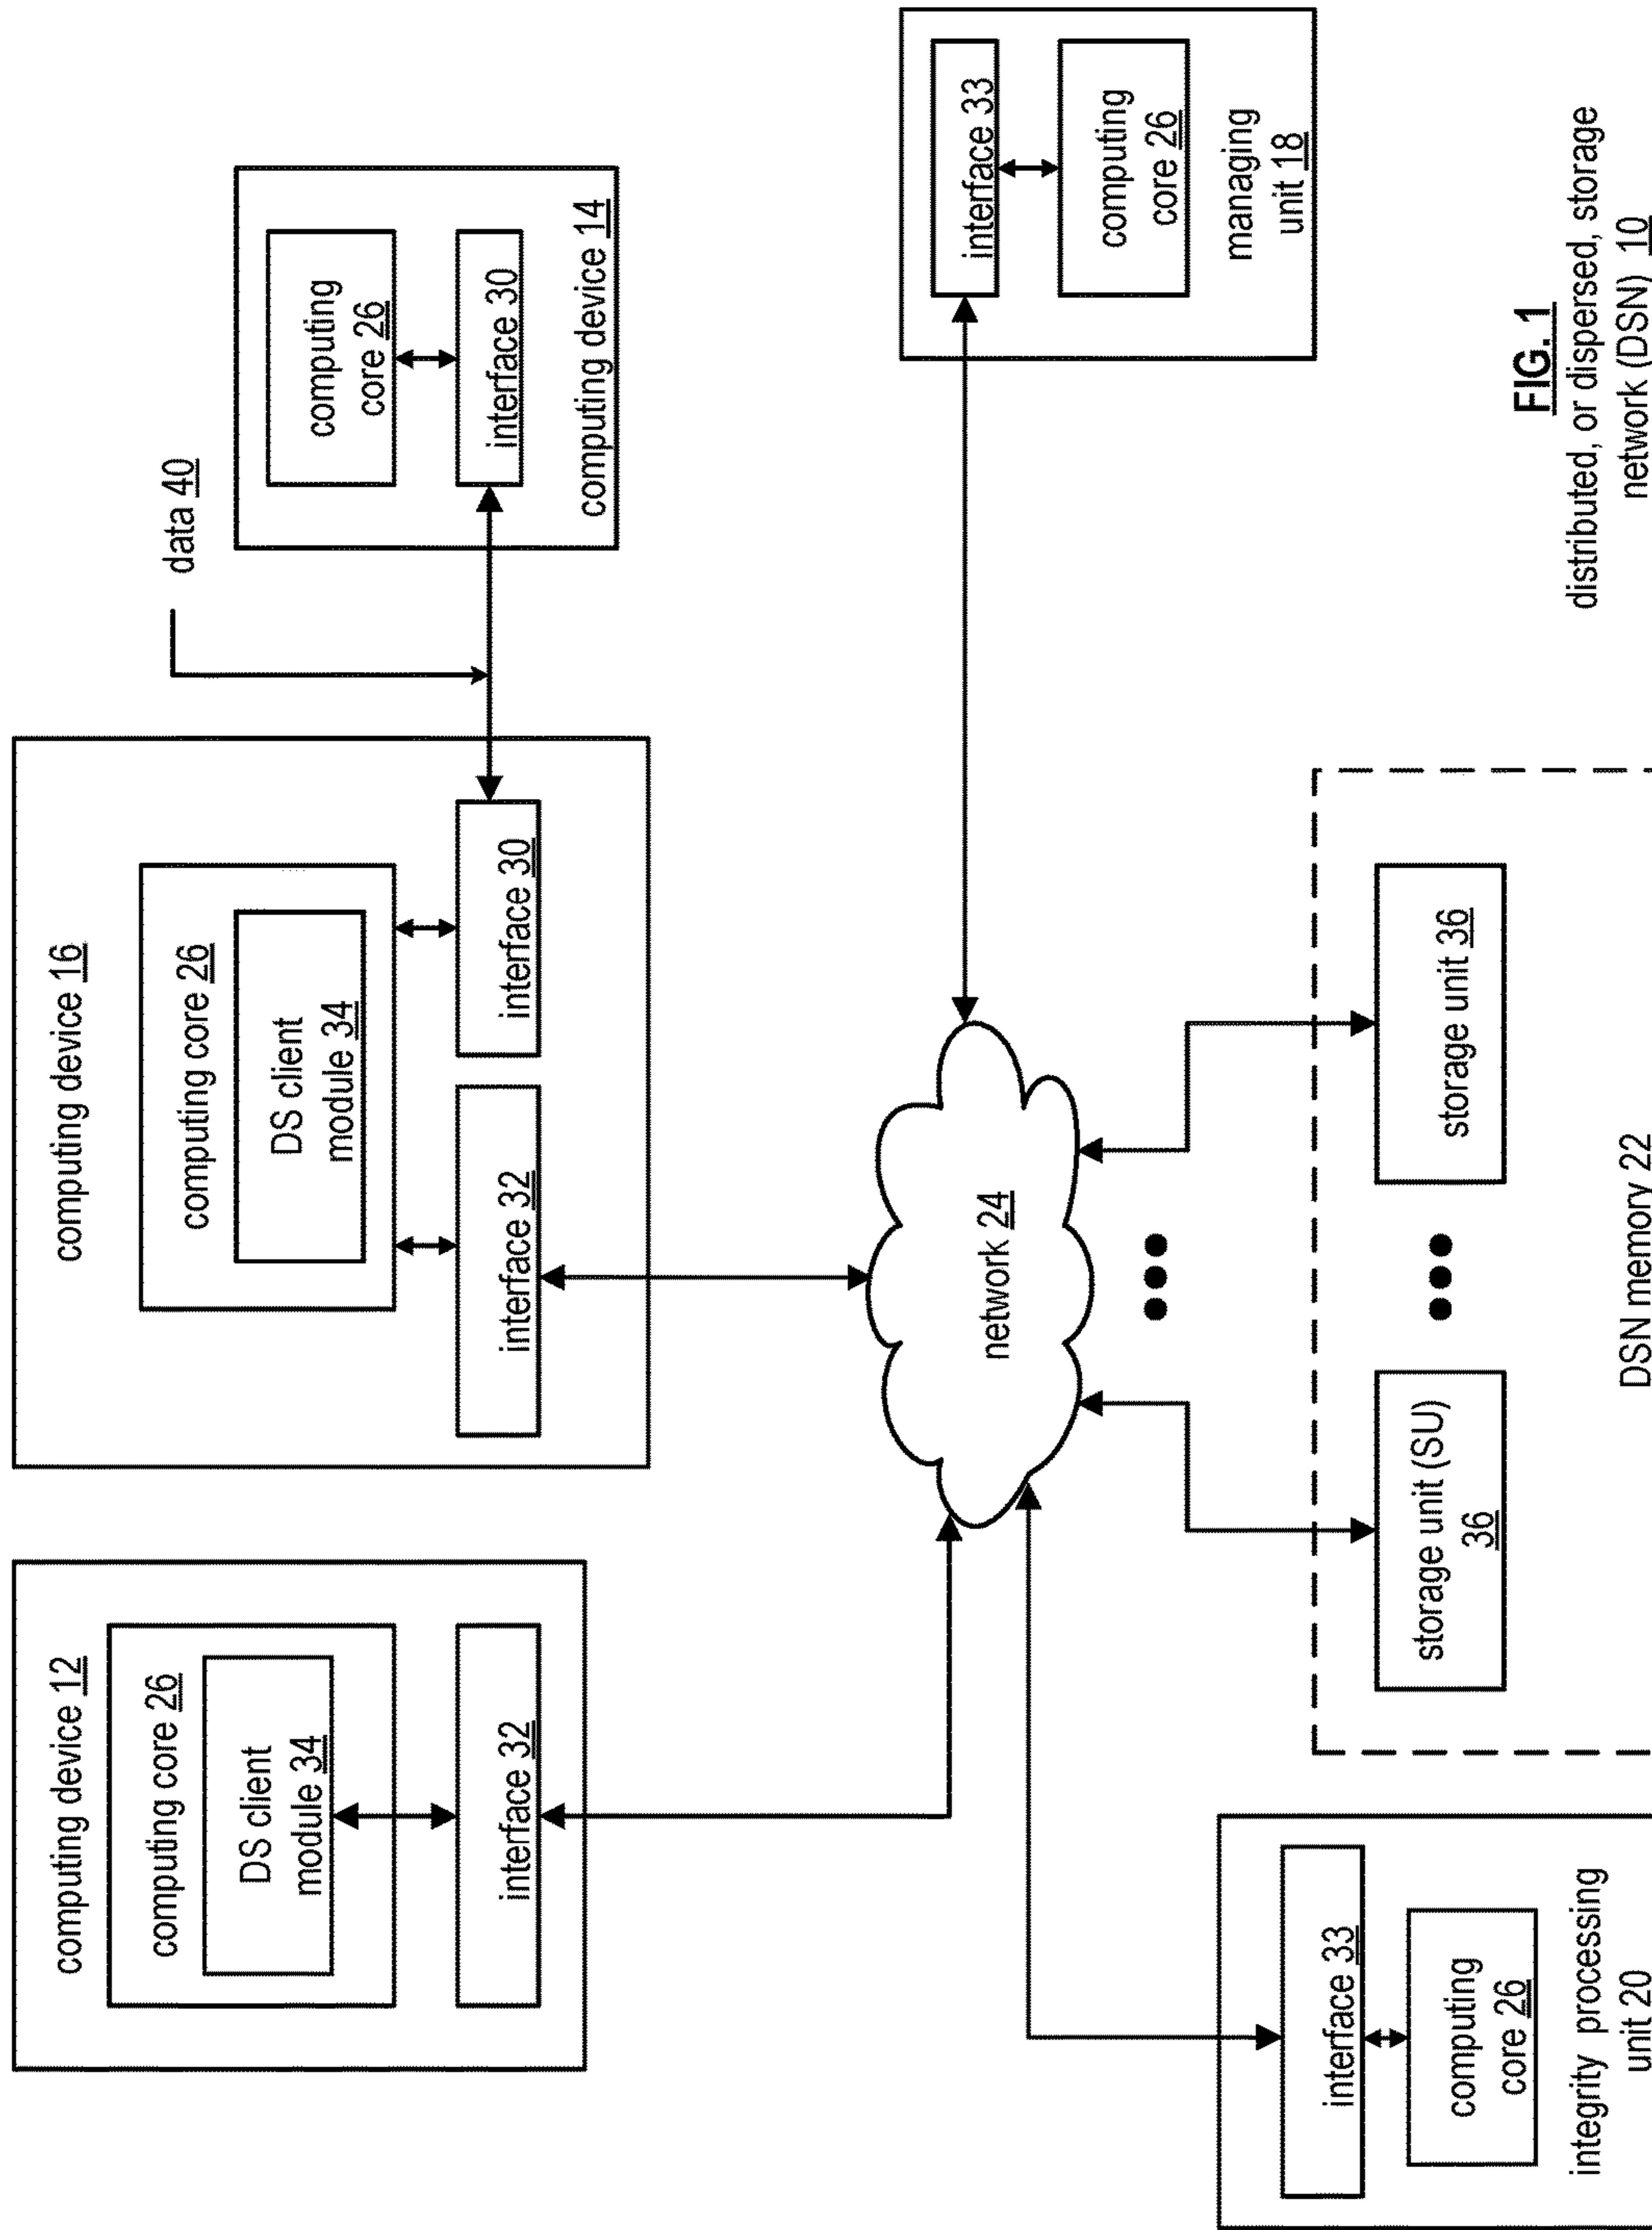 computing device 12
computing core 26
DS client
module 34
interface 32
computing device 16
computing core 26
DS client
module 34
interface 32
interface 30
data 40
computing
core 26
interface 30
computing device 14
network 24
interface 33
computing
core 26
managing
unit 18
interface 33
computing
core 26
integrity processing
unit 20
storage unit (SU)
36
storage unit 36
DSN memory 22
FIG. 1
distributed, or dispersed, storage
network (DSN) 10